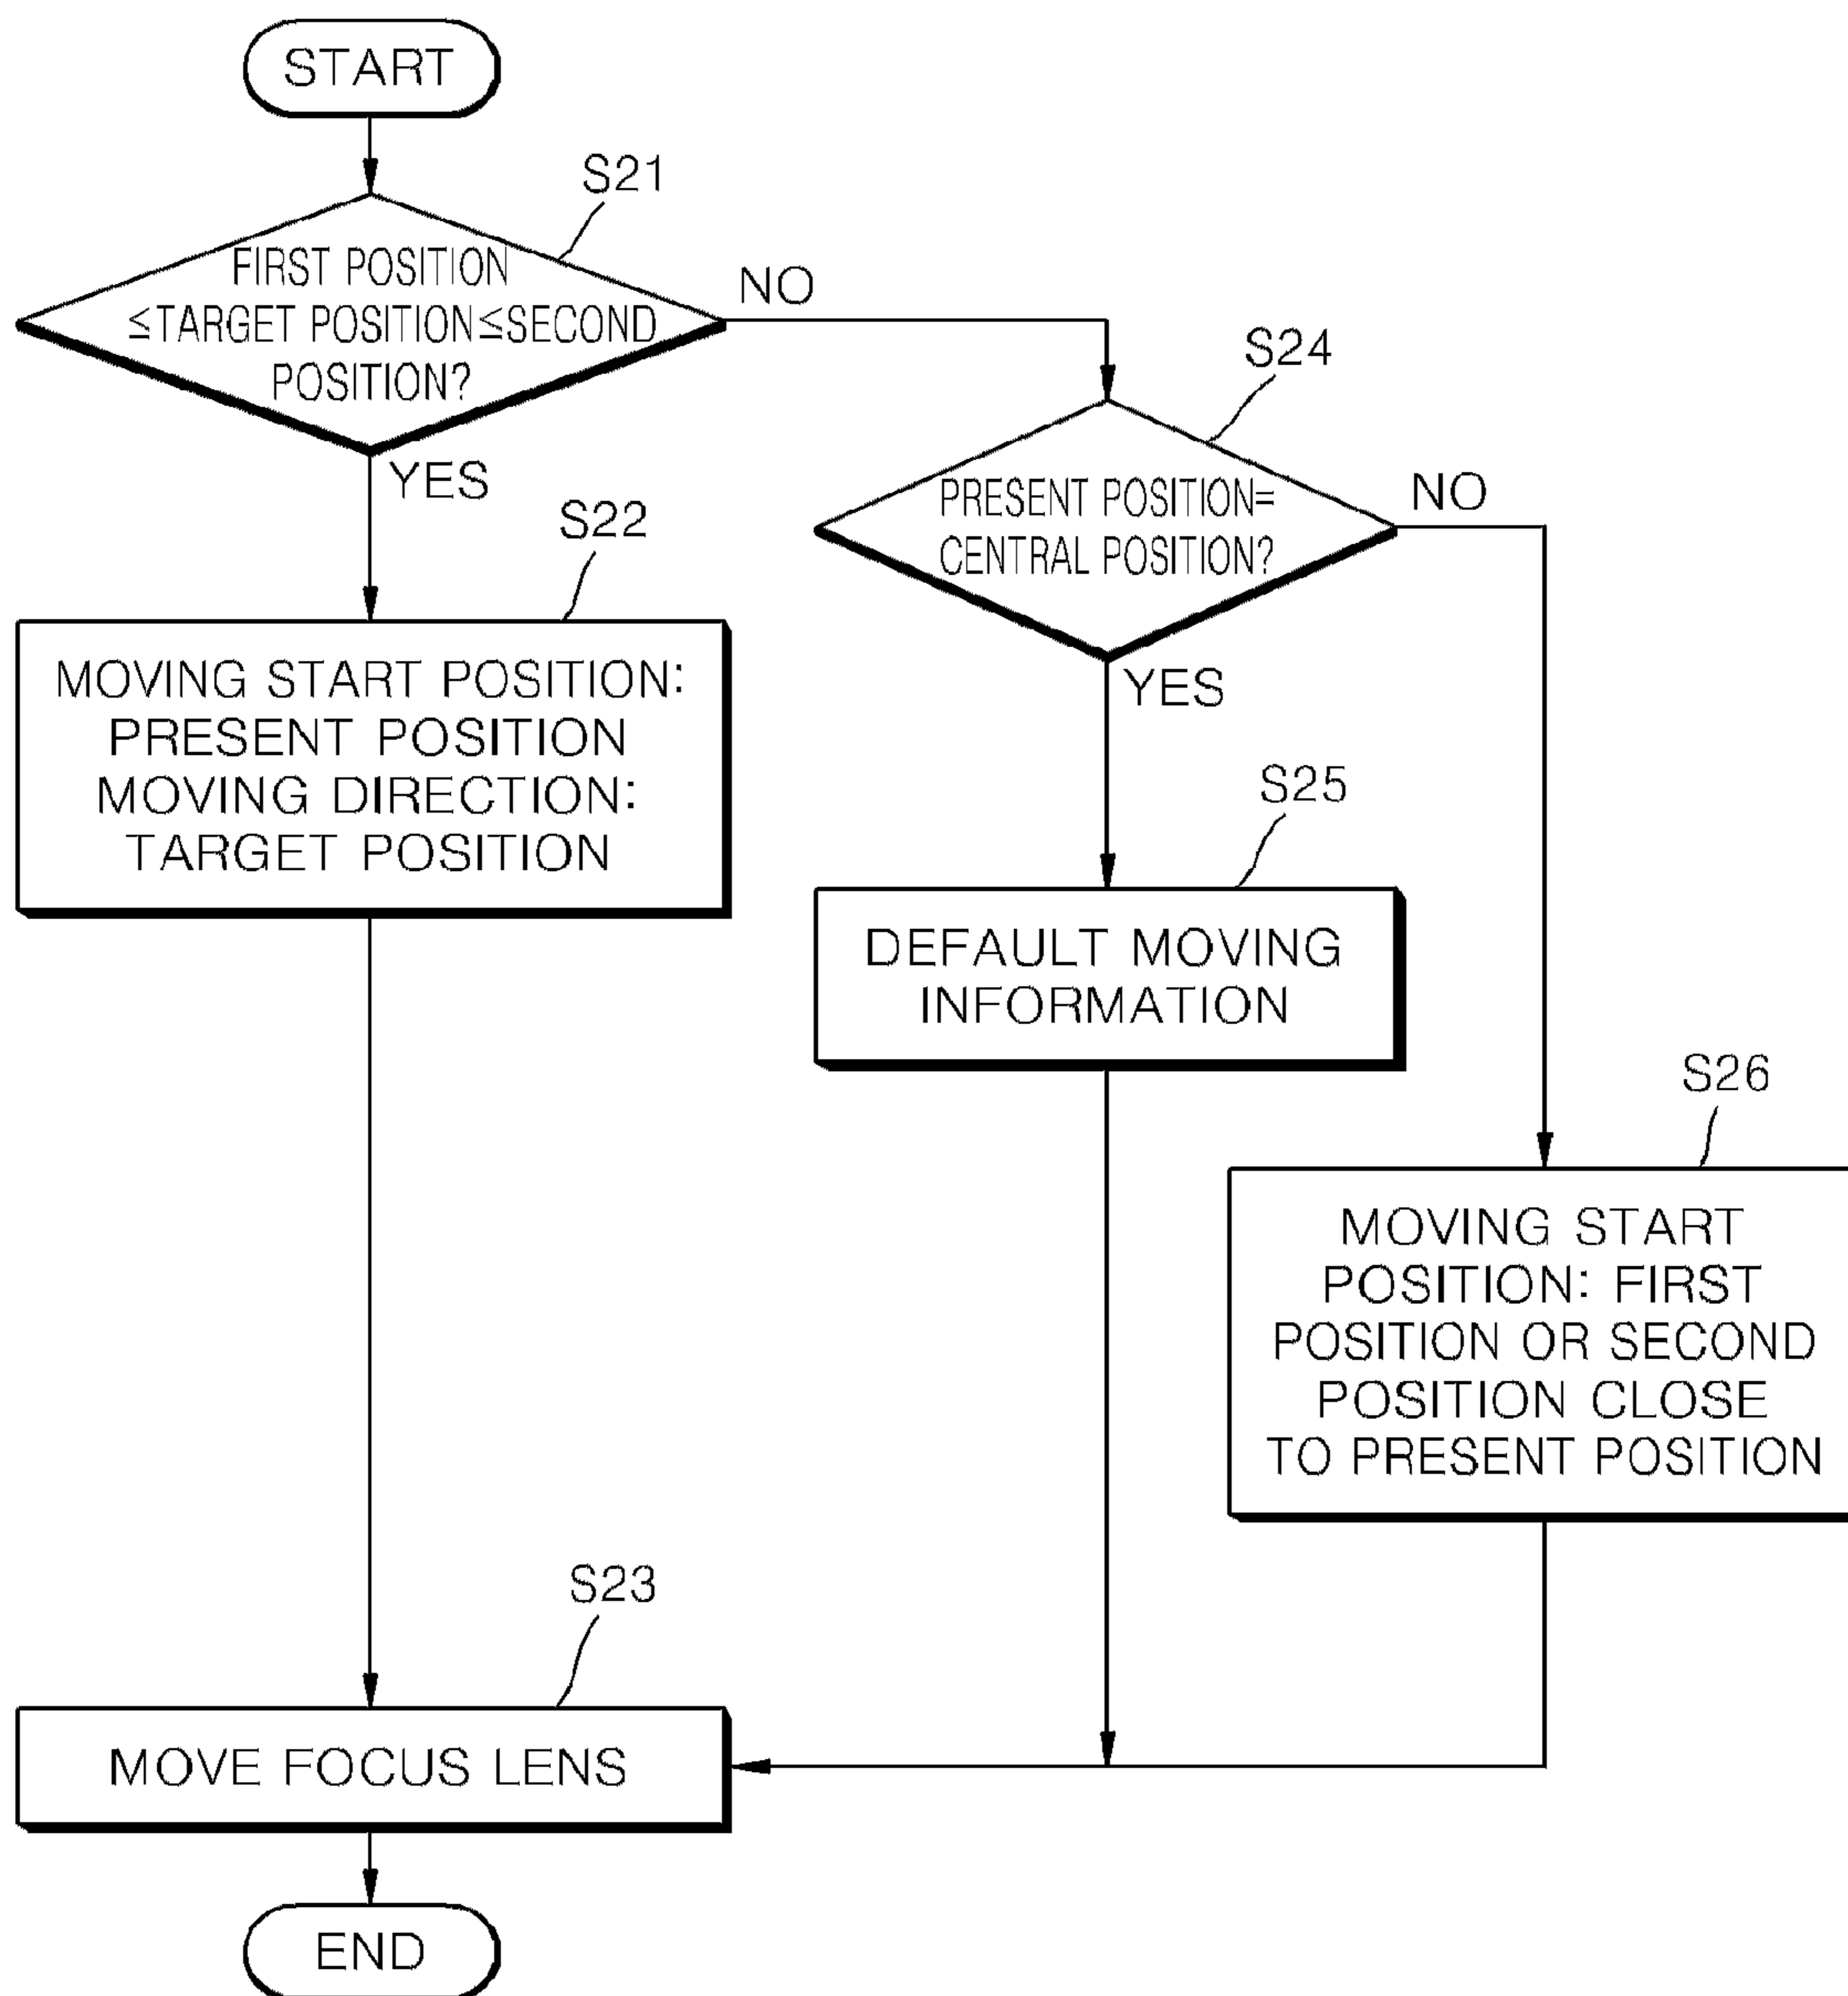 START
S21
FIRST POSITION
≤TARGET POSITION≤SECOND
POSITION?
NO
YES
S24
PRESENT POSITION=
CENTRAL POSITION?
NO
YES
S22
MOVING START POSITION:
PRESENT POSITION
MOVING DIRECTION:
TARGET POSITION
S25
DEFAULT MOVING
INFORMATION
S26
MOVING START
POSITION: FIRST
POSITION OR SECOND
POSITION CLOSE
TO PRESENT POSITION
S23
MOVE FOCUS LENS
END